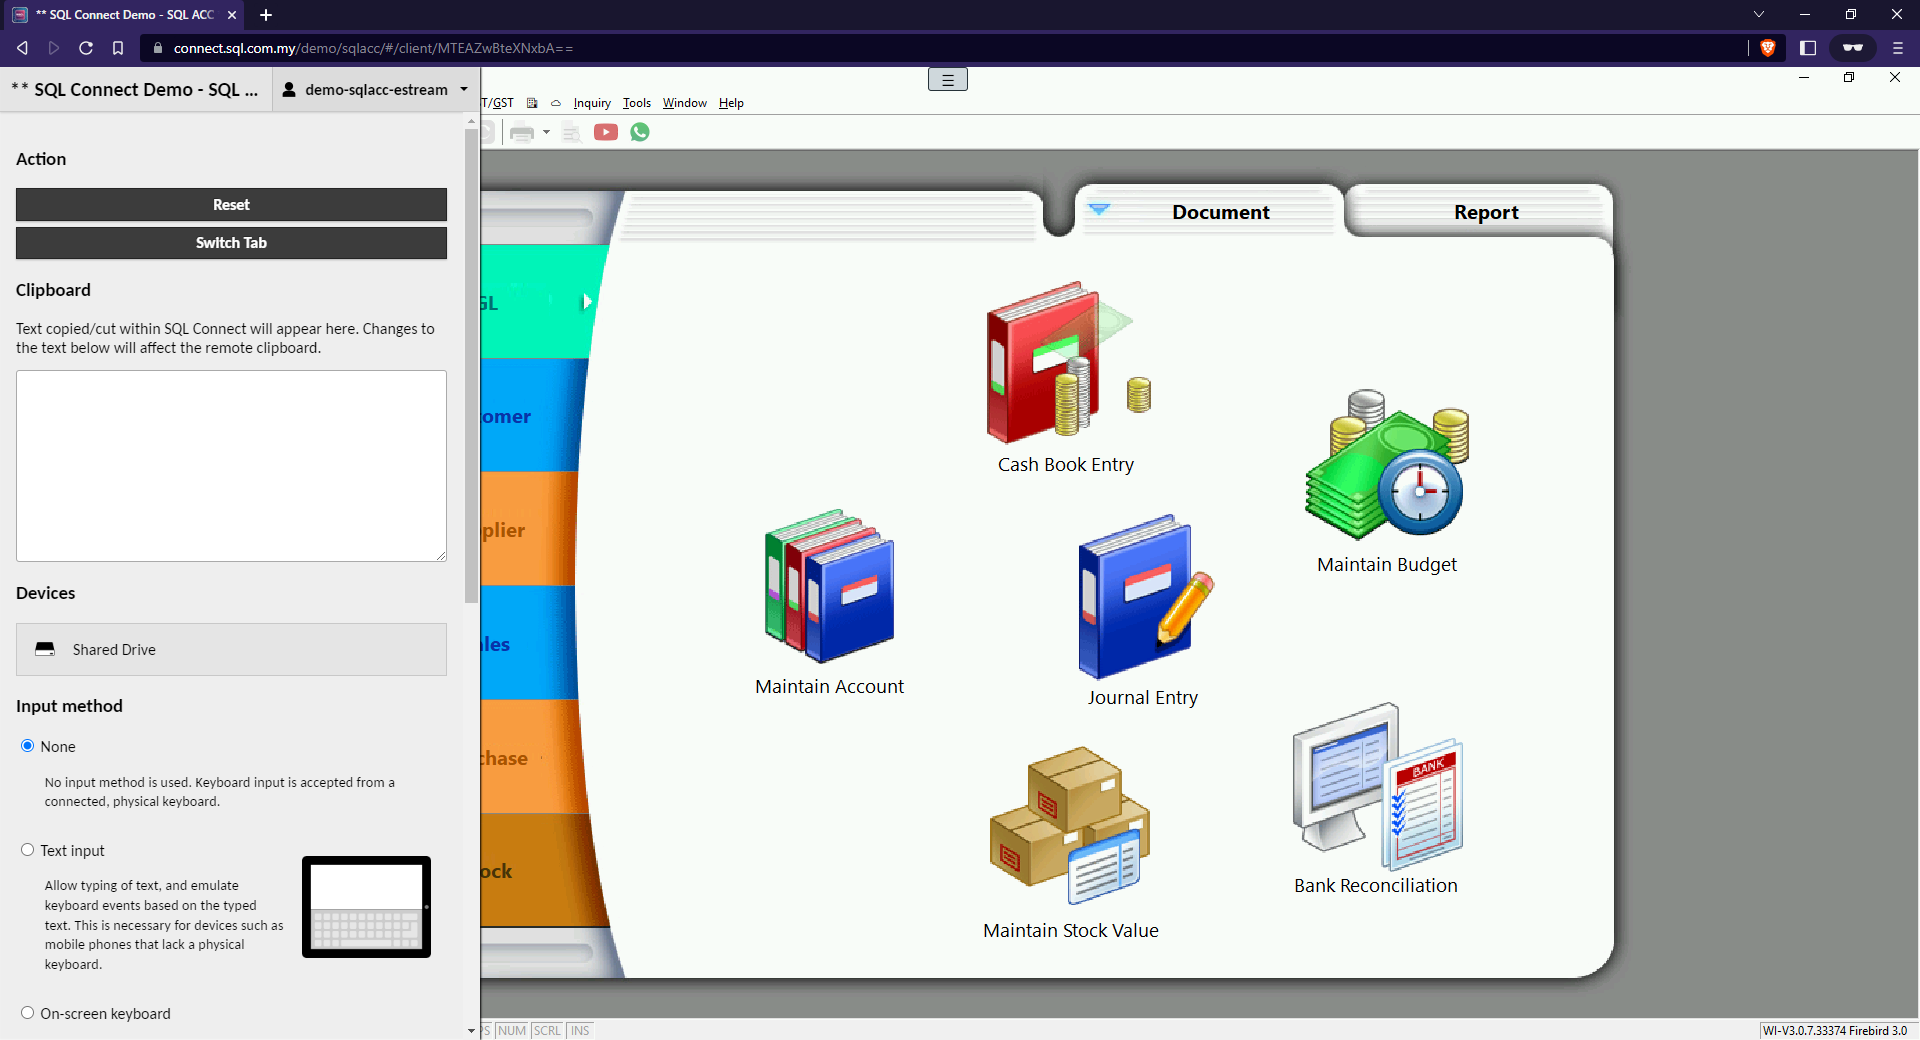 ** SQL Connect Demo - SQL ACC
connect.sql.com.my/demo/sqlacc/#/client/MTEAZwBteXNxbA==
** SQL Connect Demo - SQL ...
demo-sqlacc-estream
T/GST
Inquiry
Tools
Window
Help
Action
Reset
Switch Tab
Clipboard
Text copied/cut within SQL Connect will appear here. Changes to
the text below will affect the remote clipboard.
Devices
Shared Drive
Input method
None
No input method is used. Keyboard input is accepted from a
connected, physical keyboard.
Text input
Allow typing of text, and emulate
keyboard events based on the typed
text. This is necessary for devices such as
mobile phones that lack a physical
keyboard.
On-screen keyboard
GL
tomer
plier
ales
chase
ock
Document
Report
Cash Book Entry
Maintain Budget
Maintain Account
Journal Entry
BANK
Bank Reconciliation
Maintain Stock Value
PS
NUM
SCRL
INS
WI-V3.0.7.33374 Firebird 3.0